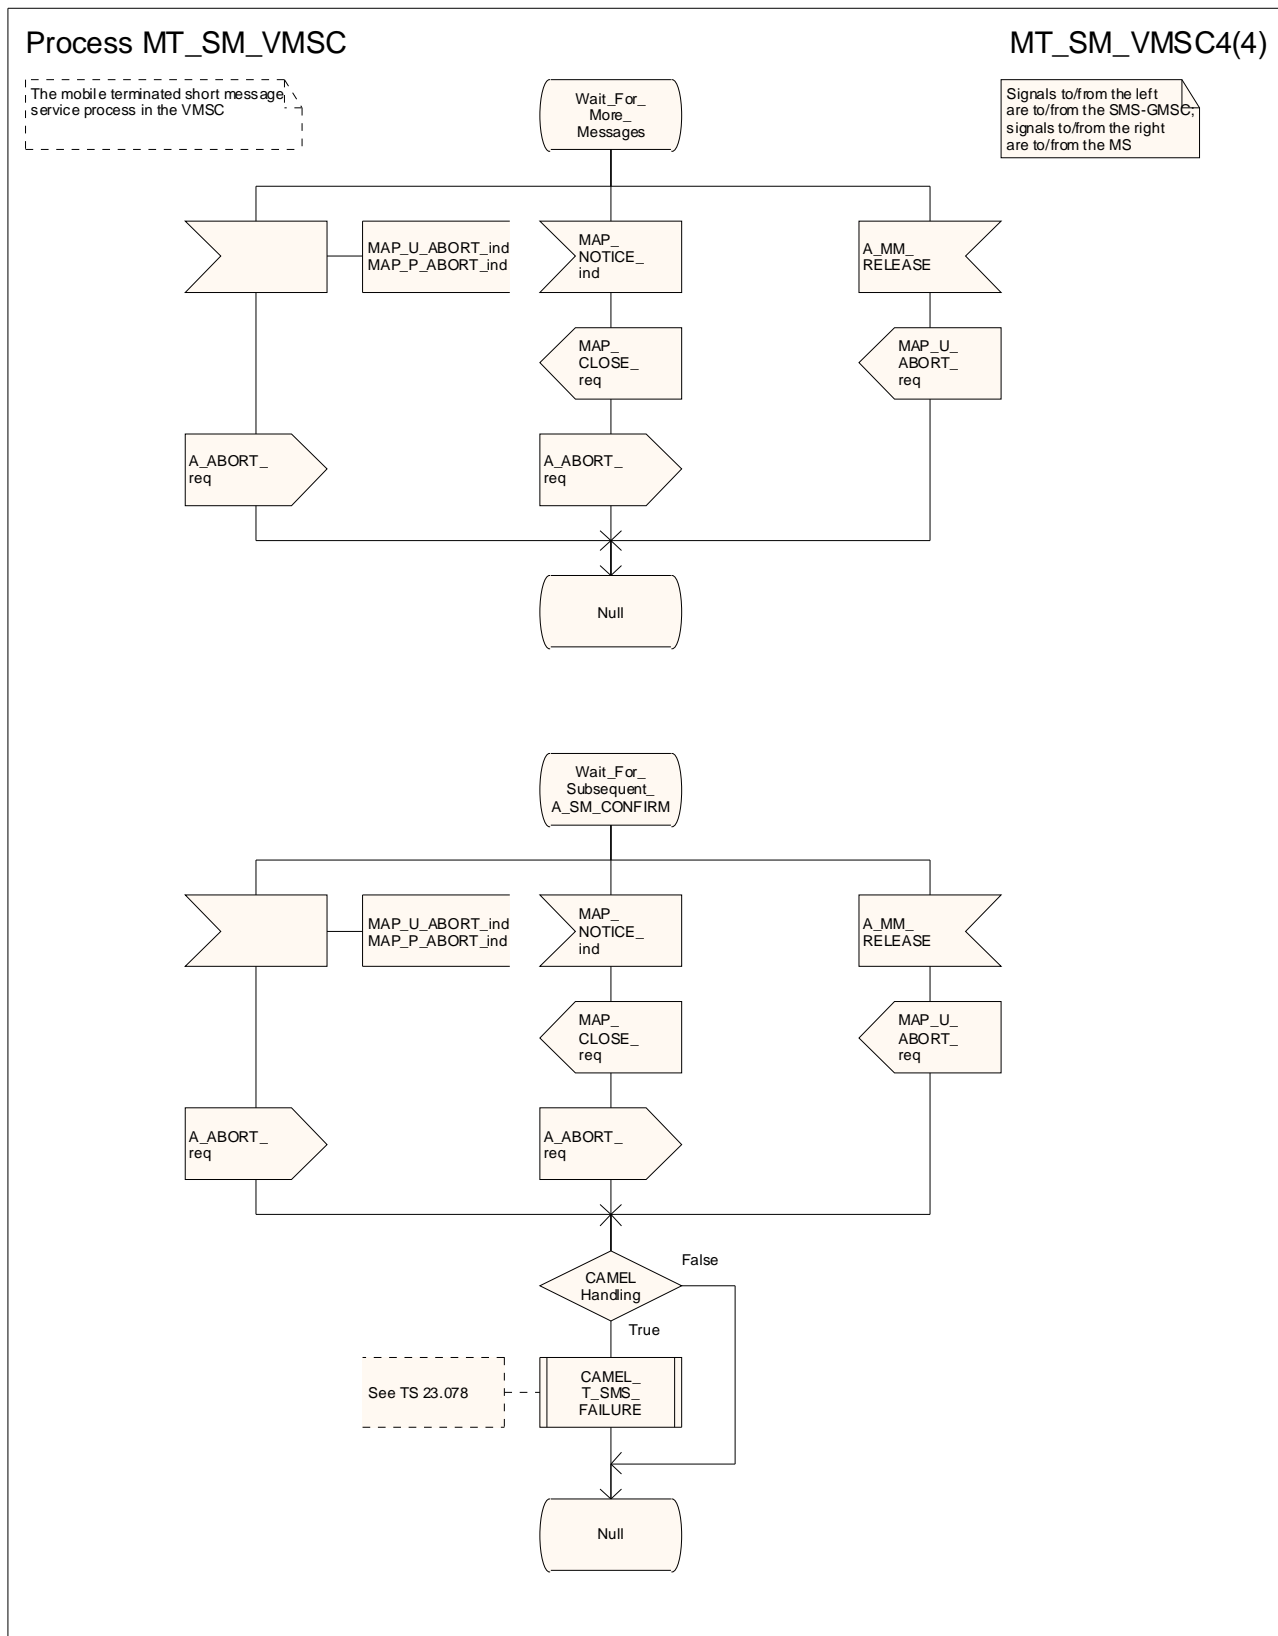 Process MT_SM_VMSC
MT_SM_VMSC4(4)
The mobile terminated short message
service process in the VMSC
Signals to/from the left
are to/from the SMS-GMSC;
signals to/from the right
are to/from the MS
Wait_For_
More_
Messages
MAP_U_ABORT_ind
MAP_P_ABORT_ind
MAP_
NOTICE_
ind
A_MM_
RELEASE
MAP_
CLOSE_
req
MAP_U_
ABORT_
req
A_ABORT_
req
A_ABORT_
req
Null
Wait_For_
Subsequent_
A_SM_CONFIRM
MAP_U_ABORT_ind
MAP_P_ABORT_ind
MAP_
NOTICE_
ind
A_MM_
RELEASE
MAP_
CLOSE_
req
MAP_U_
ABORT_
req
A_ABORT_
req
A_ABORT_
req
False
CAMEL
Handling
True
See TS 23.078
CAMEL_
T_SMS_
FAILURE
Null